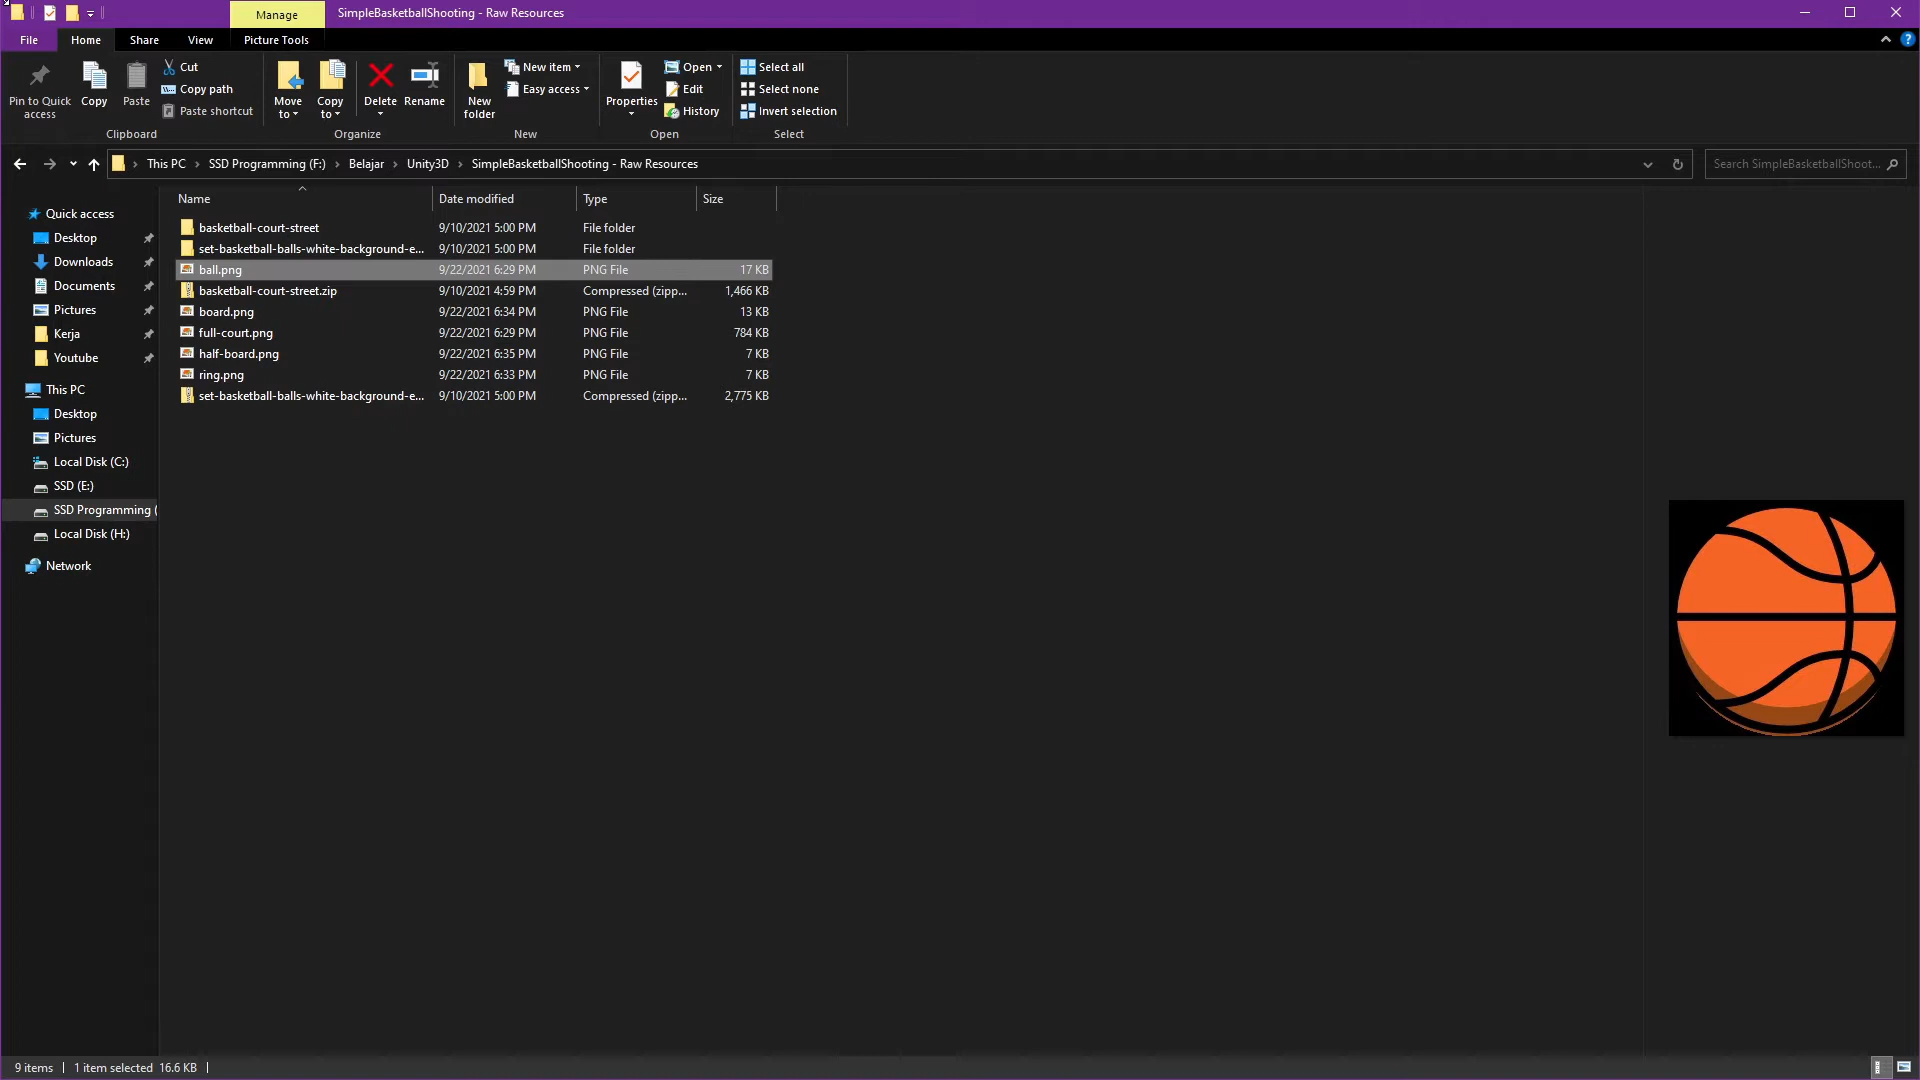 Manage
SimpleBasketballShooting - Raw Resources
File
Home
Share
View
Picture Tools
Pin to Quick access
Copy
Paste
Cut
Copy path
Paste shortcut
Clipboard
Move to
Copy to
Delete
Rename
Organize
New folder
New item
Easy access
New
Properties
Open
Edit
History
Open
Select all
Select none
Invert selection
Select
This PC > SSD Programming (F:) > Belajar > Unity3D > SimpleBasketballShooting - Raw Resources
Search SimpleBasketballShoot...
Name Date modified Type Size
basketball-court-street 9/10/2021 5:00 PM File folder
set-basketball-balls-white-background-e... 9/10/2021 5:00 PM File folder
ball.png 9/22/2021 6:29 PM PNG File 17 KB
basketball-court-street.zip 9/10/2021 4:59 PM Compressed (zipp... 1,466 KB
board.png 9/22/2021 6:34 PM PNG File 13 KB
full-court.png 9/22/2021 6:29 PM PNG File 784 KB
half-board.png 9/22/2021 6:35 PM PNG File 7 KB
ring.png 9/22/2021 6:33 PM PNG File 7 KB
set-basketball-balls-white-background-e... 9/10/2021 5:00 PM Compressed (zipp... 2,775 KB
Quick access
Desktop
Downloads
Documents
Pictures
Kerja
Youtube
This PC
Desktop
Pictures
Local Disk (C:)
SSD (E:)
SSD Programming (
Local Disk (H:)
Network
9 items
1 item selected 16.6 KB